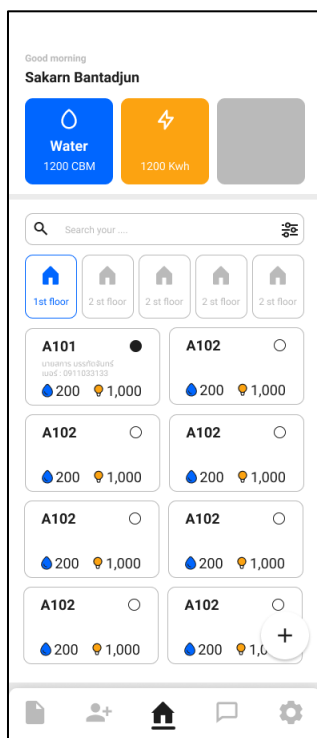 Good morning
Sakarn Bantadjun
Water
1200 CBM
1200 Kwh
Search your ....
1st floor
2 st floor
2 st floor
2 st floor
2 st floor
A101
นายสการ บรรทัดจันทร์
เบอร์ : 0911033133
200 1,000
A102
200 1,000
A102
200 1,000
A102
200 1,000
A102
200 1,000
A102
200 1,000
A102
200 1,000
A102
200
+